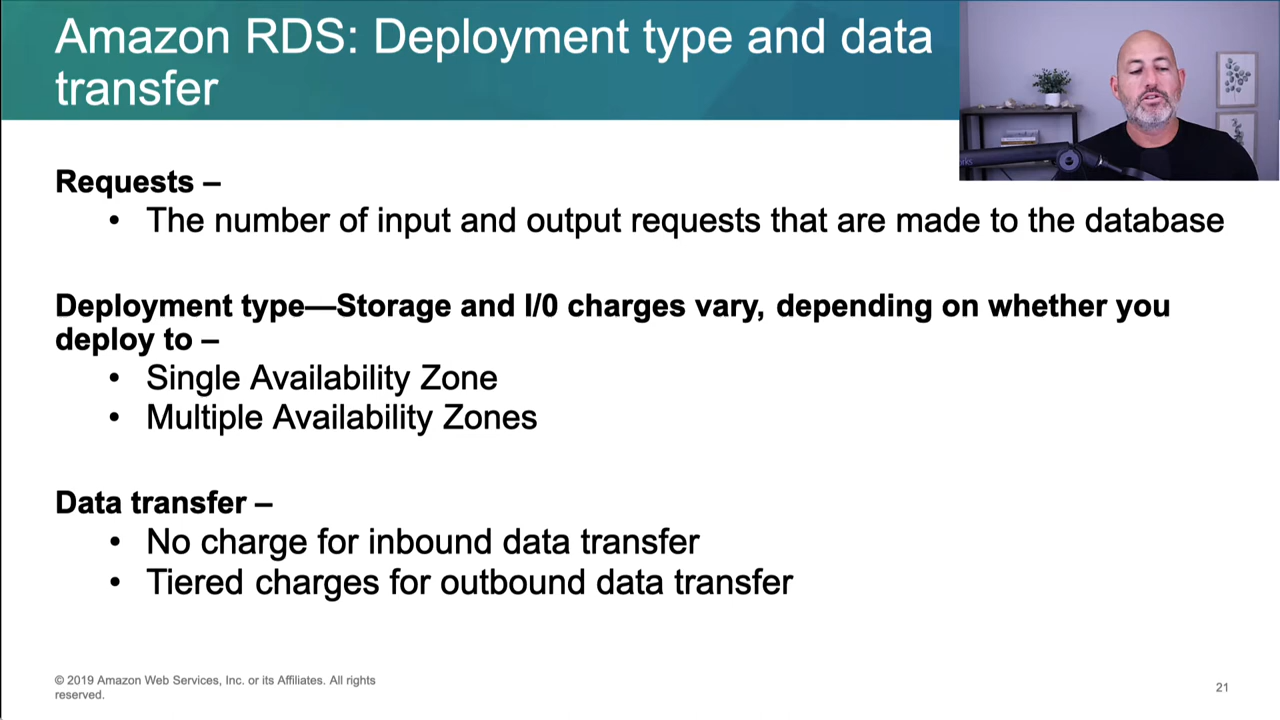 Amazon RDS: Deployment type and data
transfer
Requests –
• The number of input and output requests that are made to the database
Deployment type—Storage and I/0 charges vary, depending on whether you
deploy to –
• Single Availability Zone
• Multiple Availability Zones
Data transfer –
• No charge for inbound data transfer
• Tiered charges for outbound data transfer
© 2019 Amazon Web Services, Inc. or its Affiliates. All rights
reserved.
21